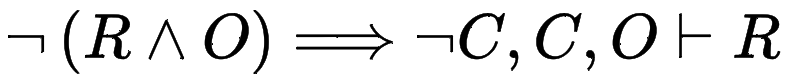 ¬ (R ∧ O) ⟹ ¬C, C, O ⊢ R